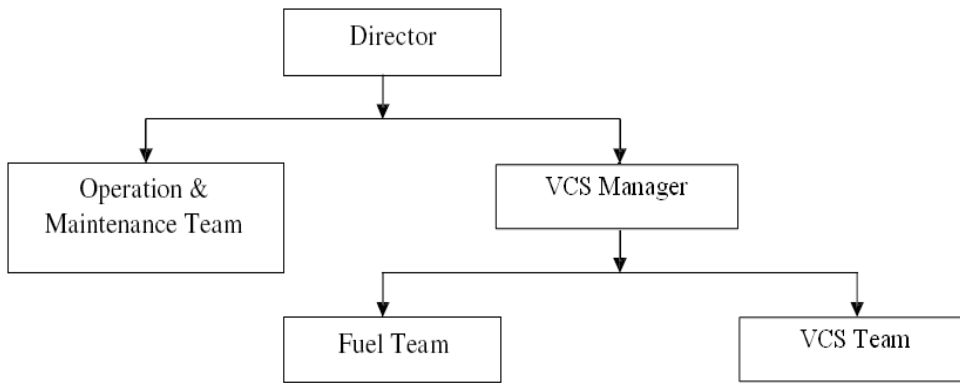 Director
Operation &
Maintenance Team
VCS Manager
Fuel Team
VCS Team